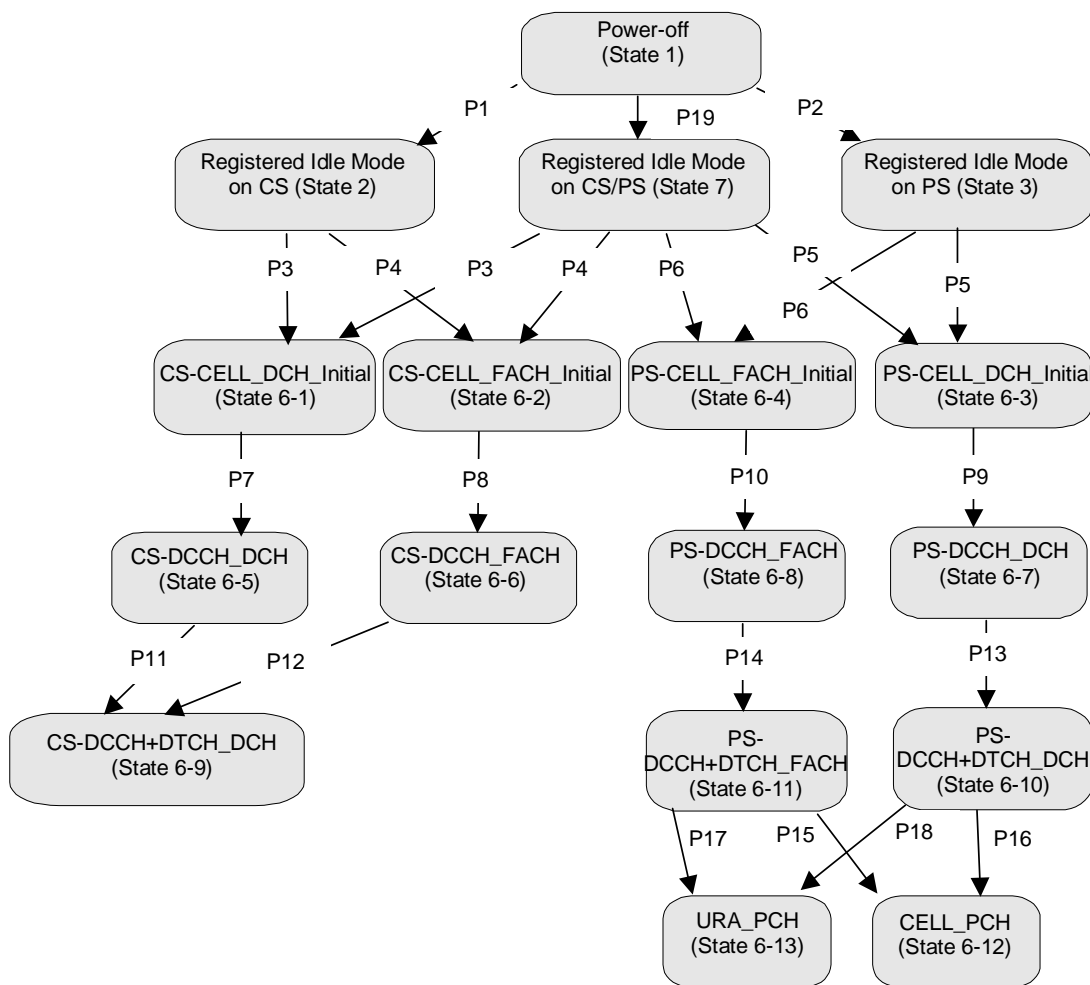 Power-off
(State 1)
P1
P19
P2
Registered Idle Mode
on CS (State 2)
Registered Idle Mode
on CS/PS (State 7)
Registered Idle Mode
on PS (State 3)
P3
P4
P3
P4
P6
P5
P5
P6
CS-CELL_DCH_Initial
(State 6-1)
CS-CELL_FACH_Initial
(State 6-2)
PS-CELL_FACH_Initial
(State 6-4)
PS-CELL_DCH_Initial
(State 6-3)
P7
P8
P10
P9
CS-DCCH_DCH
(State 6-5)
CS-DCCH_FACH
(State 6-6)
PS-DCCH_FACH
(State 6-8)
PS-DCCH_DCH
(State 6-7)
P11
P12
P14
P13
CS-DCCH+DTCH_DCH
(State 6-9)
PS-
DCCH+DTCH_FACH
(State 6-11)
PS-
DCCH+DTCH_DCH
(State 6-10)
P17
P15
P18
P16
URA_PCH
(State 6-13)
CELL_PCH
(State 6-12)